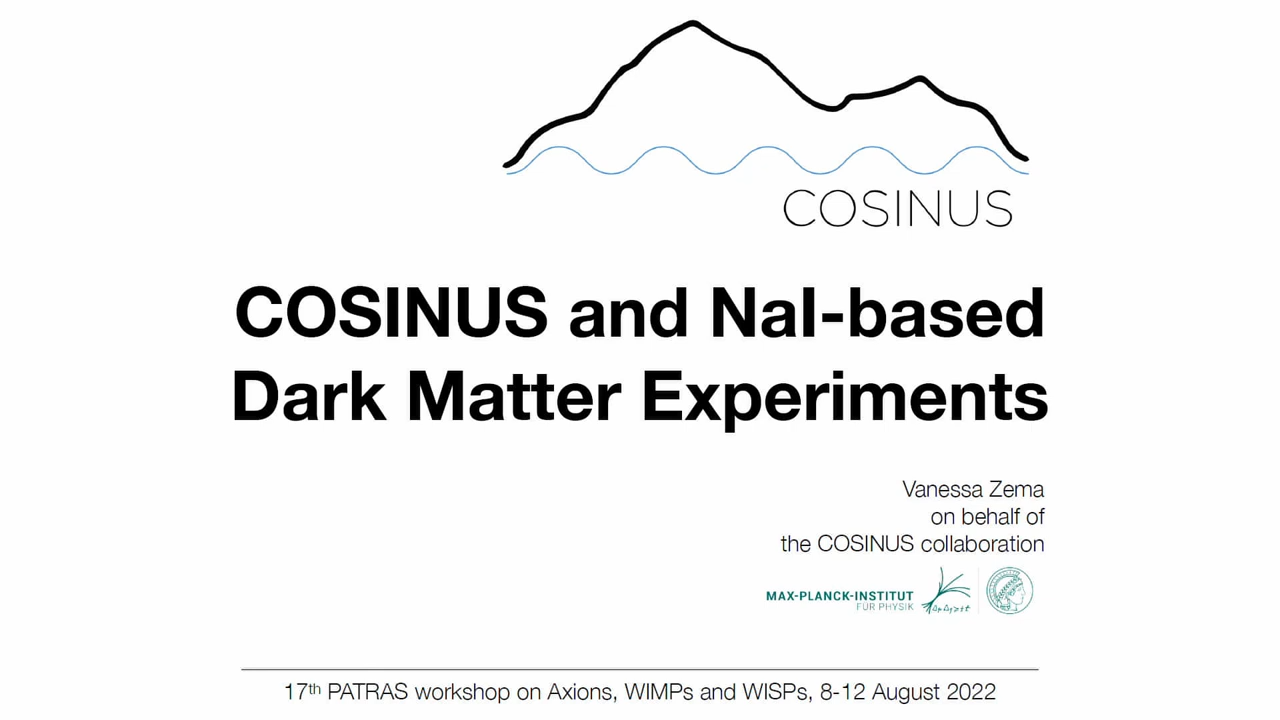 COSINUS
COSINUS and NaI-based
Dark Matter Experiments
Vanessa Zema
on behalf of
the COSINUS collaboration
MAX-PLANCK-INSTITUT
FÜR PHYSIK
17th PATRAS workshop on Axions, WIMPs and WISPs, 8-12 August 2022